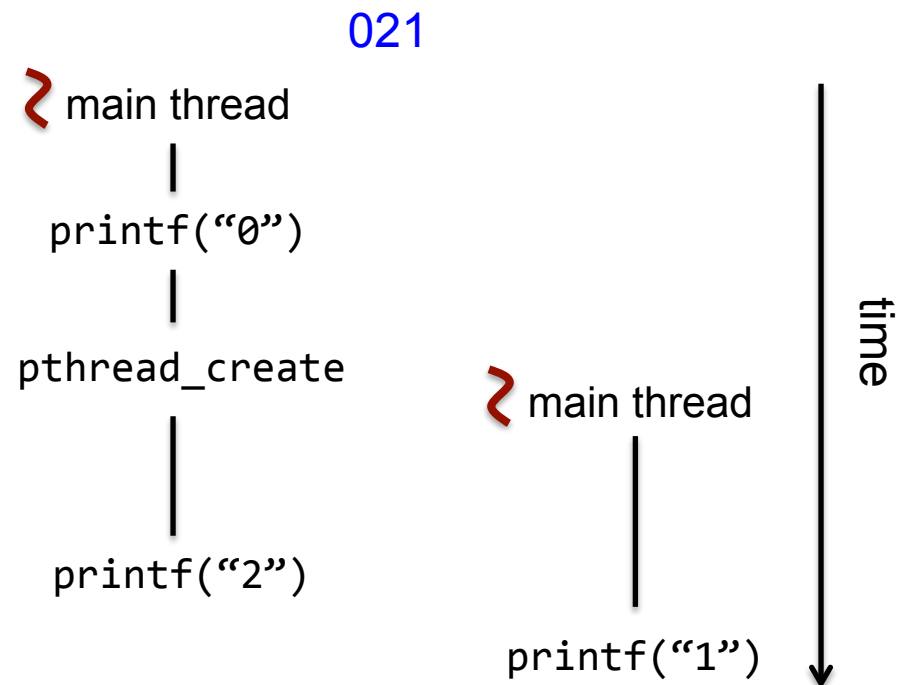 021
main thread
printf(“0”)
pthread_create
main thread
printf(“2”)
printf(“1”)
time